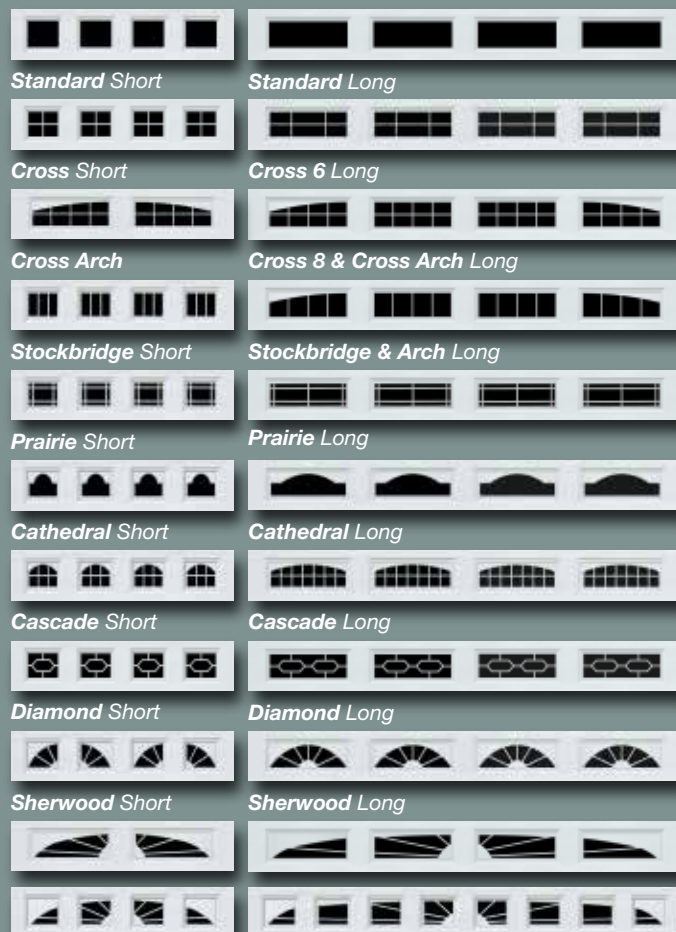 Standard Short
Standard Long
Cross Short
Cross 6 Long
Cross Arch
Cross 8 & Cross Arch Long
Stockbridge Short
Stockbridge & Arch Long
Prairie Short
Prairie Long
Cathedral Short
Cathedral Long
Cascade Short
Cascade Long
Diamond Short
Diamond Long
Sherwood Short
Sherwood Long